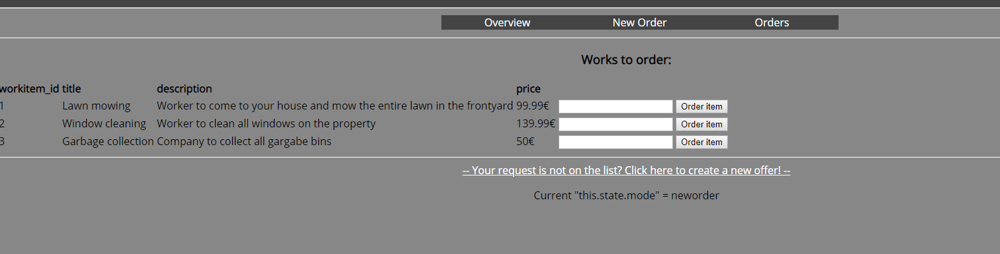 Overview New Order Orders
Works to order:
workitem_id title description price
1 Lawn mowing Worker to come to your house and mow the entire lawn in the frontyard 99.99€ Order item
2 Window cleaning Worker to clean all windows on the property 139.99€ Order item
3 Garbage collection Company to collect all gargabe bins 50€ Order item
-- Your request is not on the list? Click here to create a new offer! --
Current "this.state.mode" = neworder